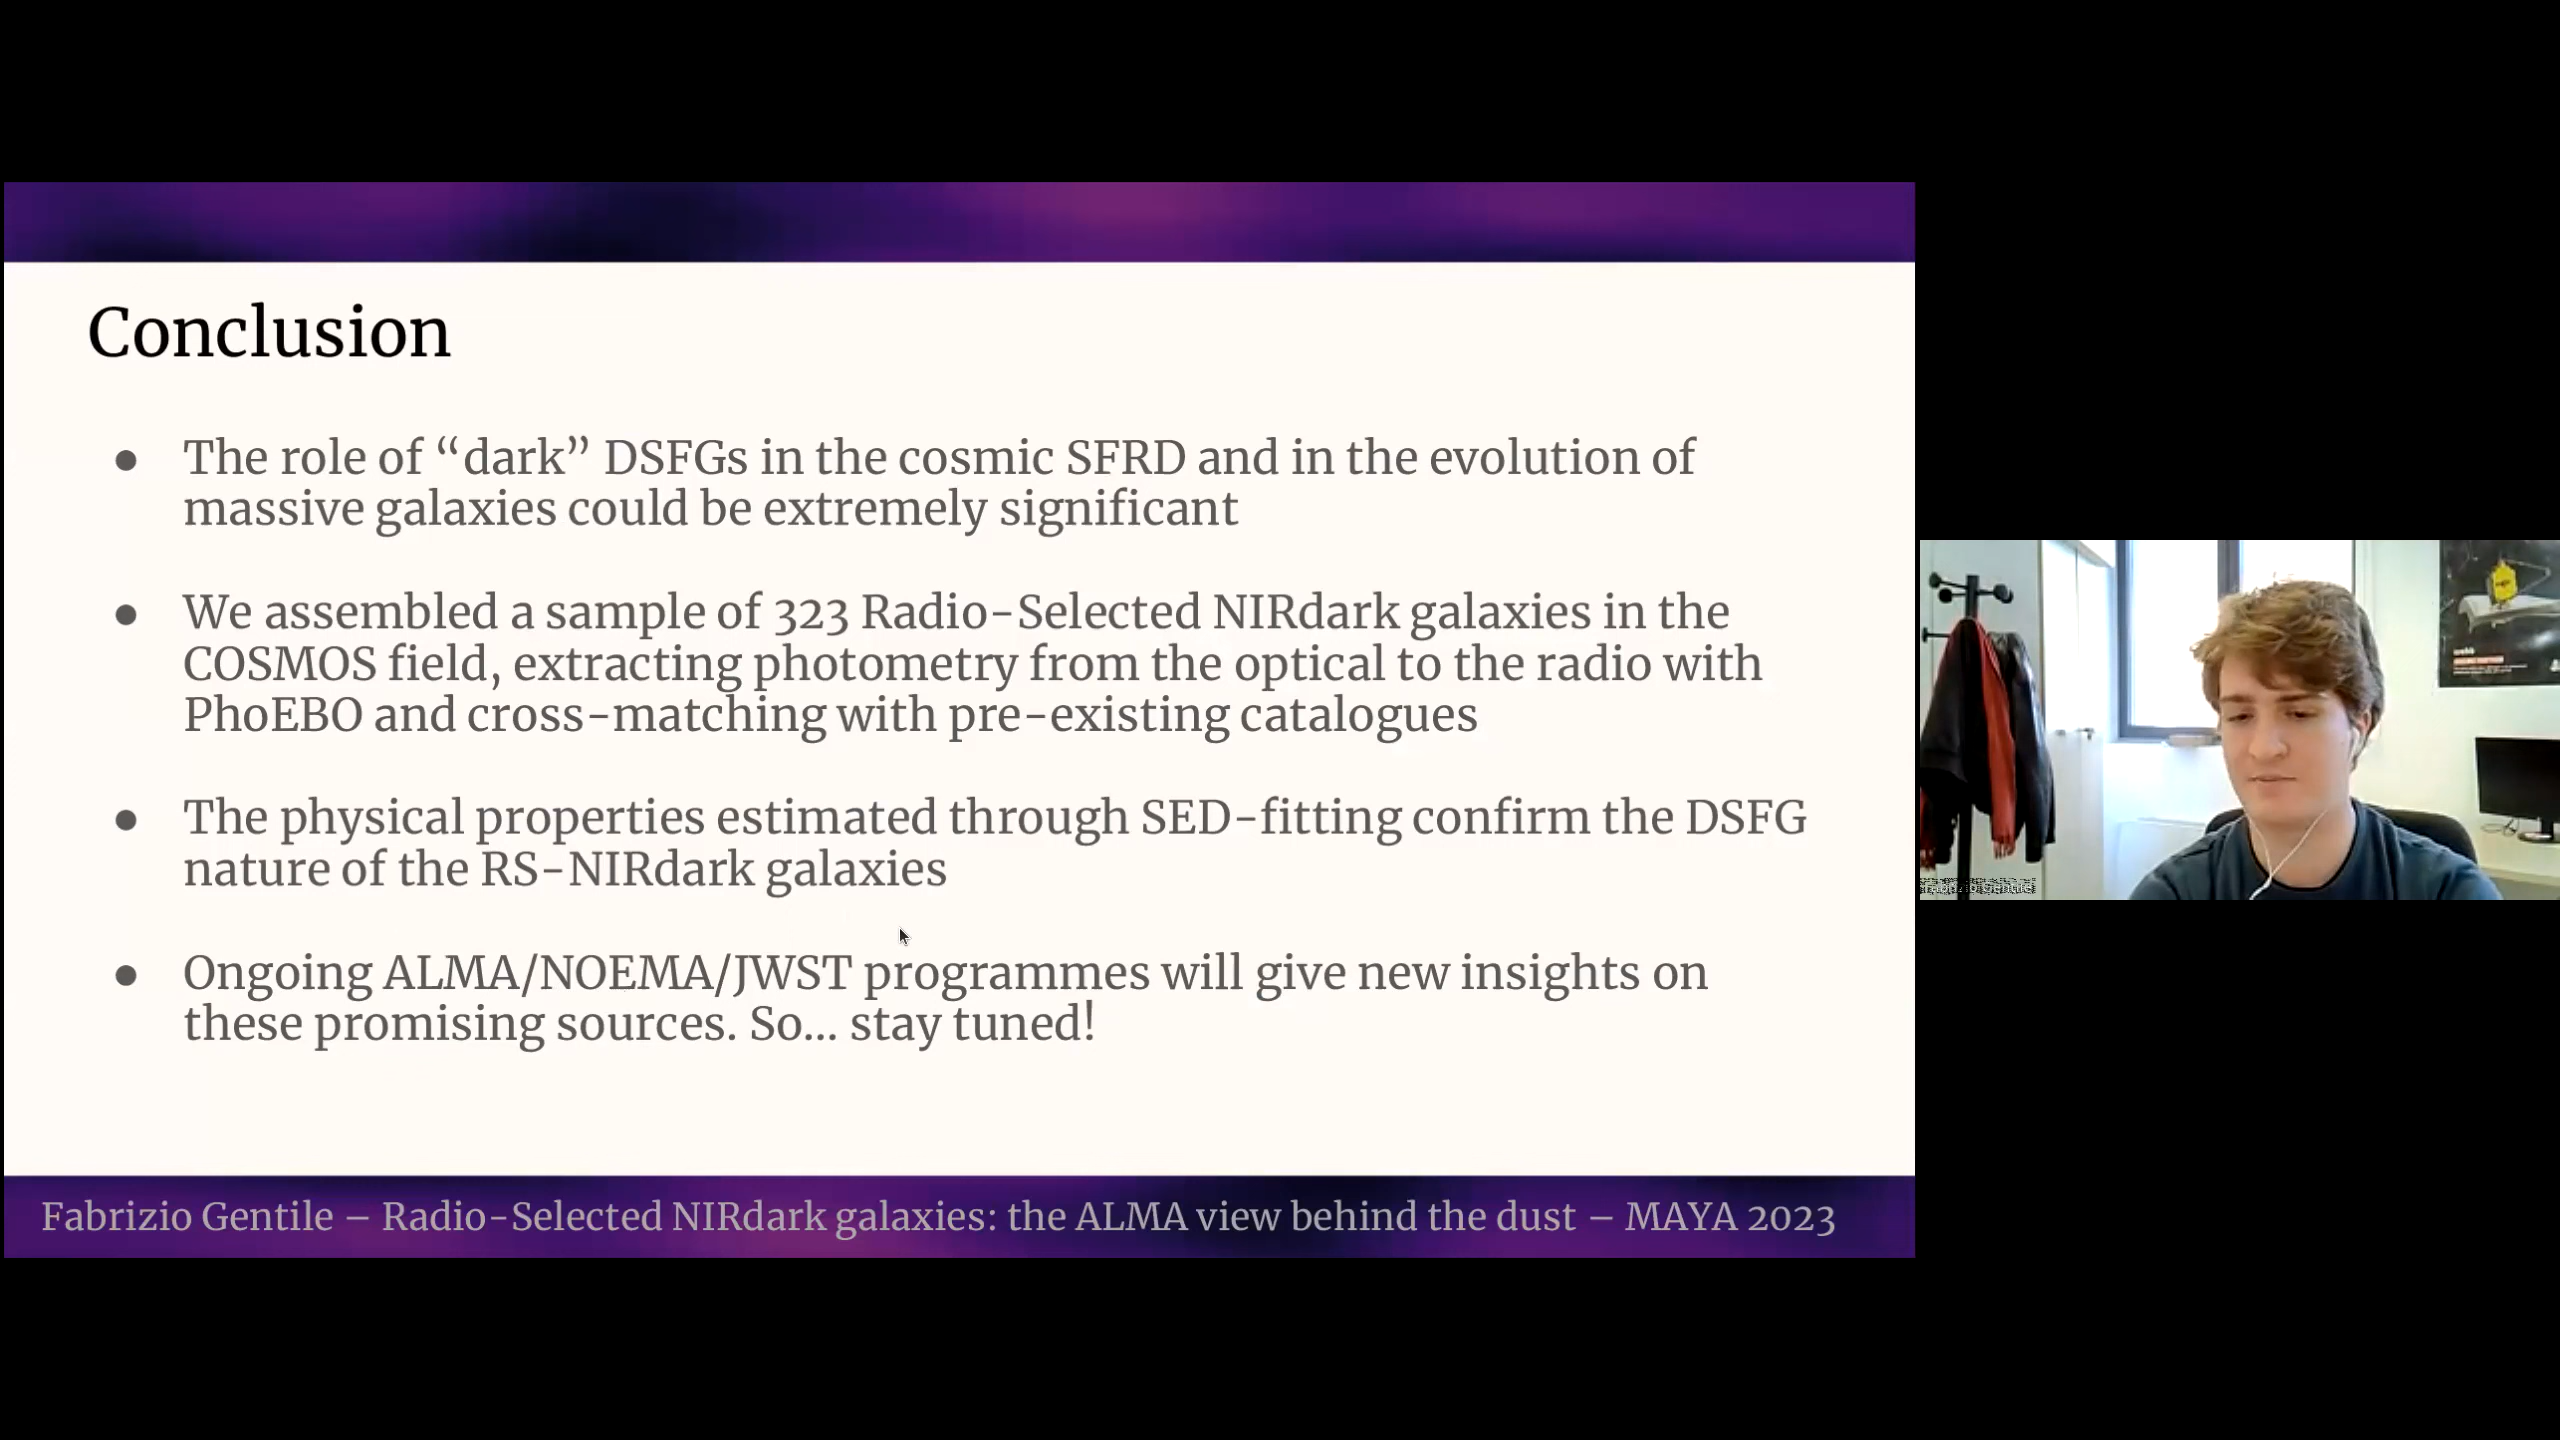 Conclusion
● The role of “dark” DSFGs in the cosmic SFRD and in the evolution of
massive galaxies could be extremely significant
● We assembled a sample of 323 Radio-Selected NIRdark galaxies in the
COSMOS field, extracting photometry from the optical to the radio with
PhoEBO and cross-matching with pre-existing catalogues
● The physical properties estimated through SED-fitting confirm the DSFG
nature of the RS-NIRdark galaxies
● Ongoing ALMA/NOEMA/JWST programmes will give new insights on
these promising sources. So... stay tuned!
Fabrizio Gentile – Radio-Selected NIRdark galaxies: the ALMA view behind the dust – MAYA 2023
Fabrizio Gentile